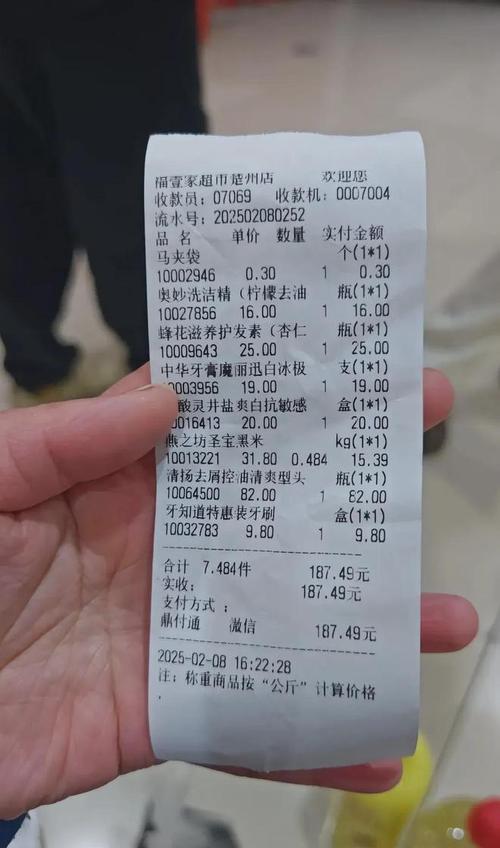 福壹家超市楚州店 欢迎您
收款员：07069 收款机：0007004
流水号：202502080252
品 名 单价 数量 实付金额
马夹袋 个(1*1)
10002946 0.30 1 0.30
奥妙洗洁精（柠檬去油 瓶(1*1)
10027856 16.00 1 16.00
蜂花滋养护发素（杏仁 瓶(1*1)
10009643 25.00 1 25.00
中华牙膏魔丽迅白冰极 支(1*1)
0003956 19.00 1 19.00
酸灵井盐爽白抗敏感 盒(1*1)
0016413 20.00 1 20.00
燕之坊圣宝黑米 kg(1*1)
10013221 31.80 0.484 15.39
清扬去屑控油清爽型头 瓶(1*1)
10064500 82.00 1 82.00
牙知道特惠装牙刷 盒(1*1)
10032783 9.80 1 9.80
合计 7.484件 187.49元
实收： 187.49元
支付方式：
鼎付通 微信 187.49元
2025-02-08 16:22:28
注：称重商品按“公斤”计算价格